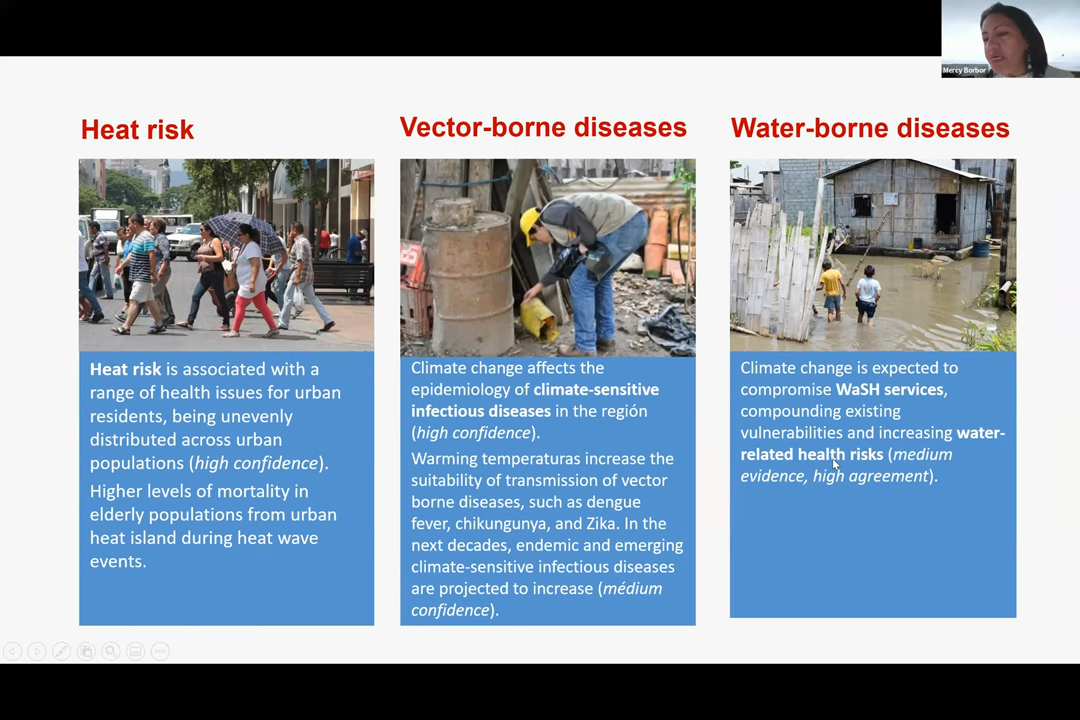 Mercy Borbor
Heat risk
Heat risk is associated with a
range of health issues for urban
residents, being unevenly
distributed across urban
populations (high confidence).
Higher levels of mortality in
elderly populations from urban
heat island during heat wave
events.
Vector-borne diseases
Climate change affects the
epidemiology of climate-sensitive
infectious diseases in the región
(high confidence).
Warming temperaturas increase the
suitability of transmission of vector
borne diseases, such as dengue
fever, chikungunya, and Zika. In the
next decades, endemic and emerging
climate-sensitive infectious diseases
are projected to increase (médium
confidence).
Water-borne diseases
Climate change is expected to
compromise WaSH services,
compounding existing
vulnerabilities and increasing water-
related health risks (medium
evidence, high agreement).